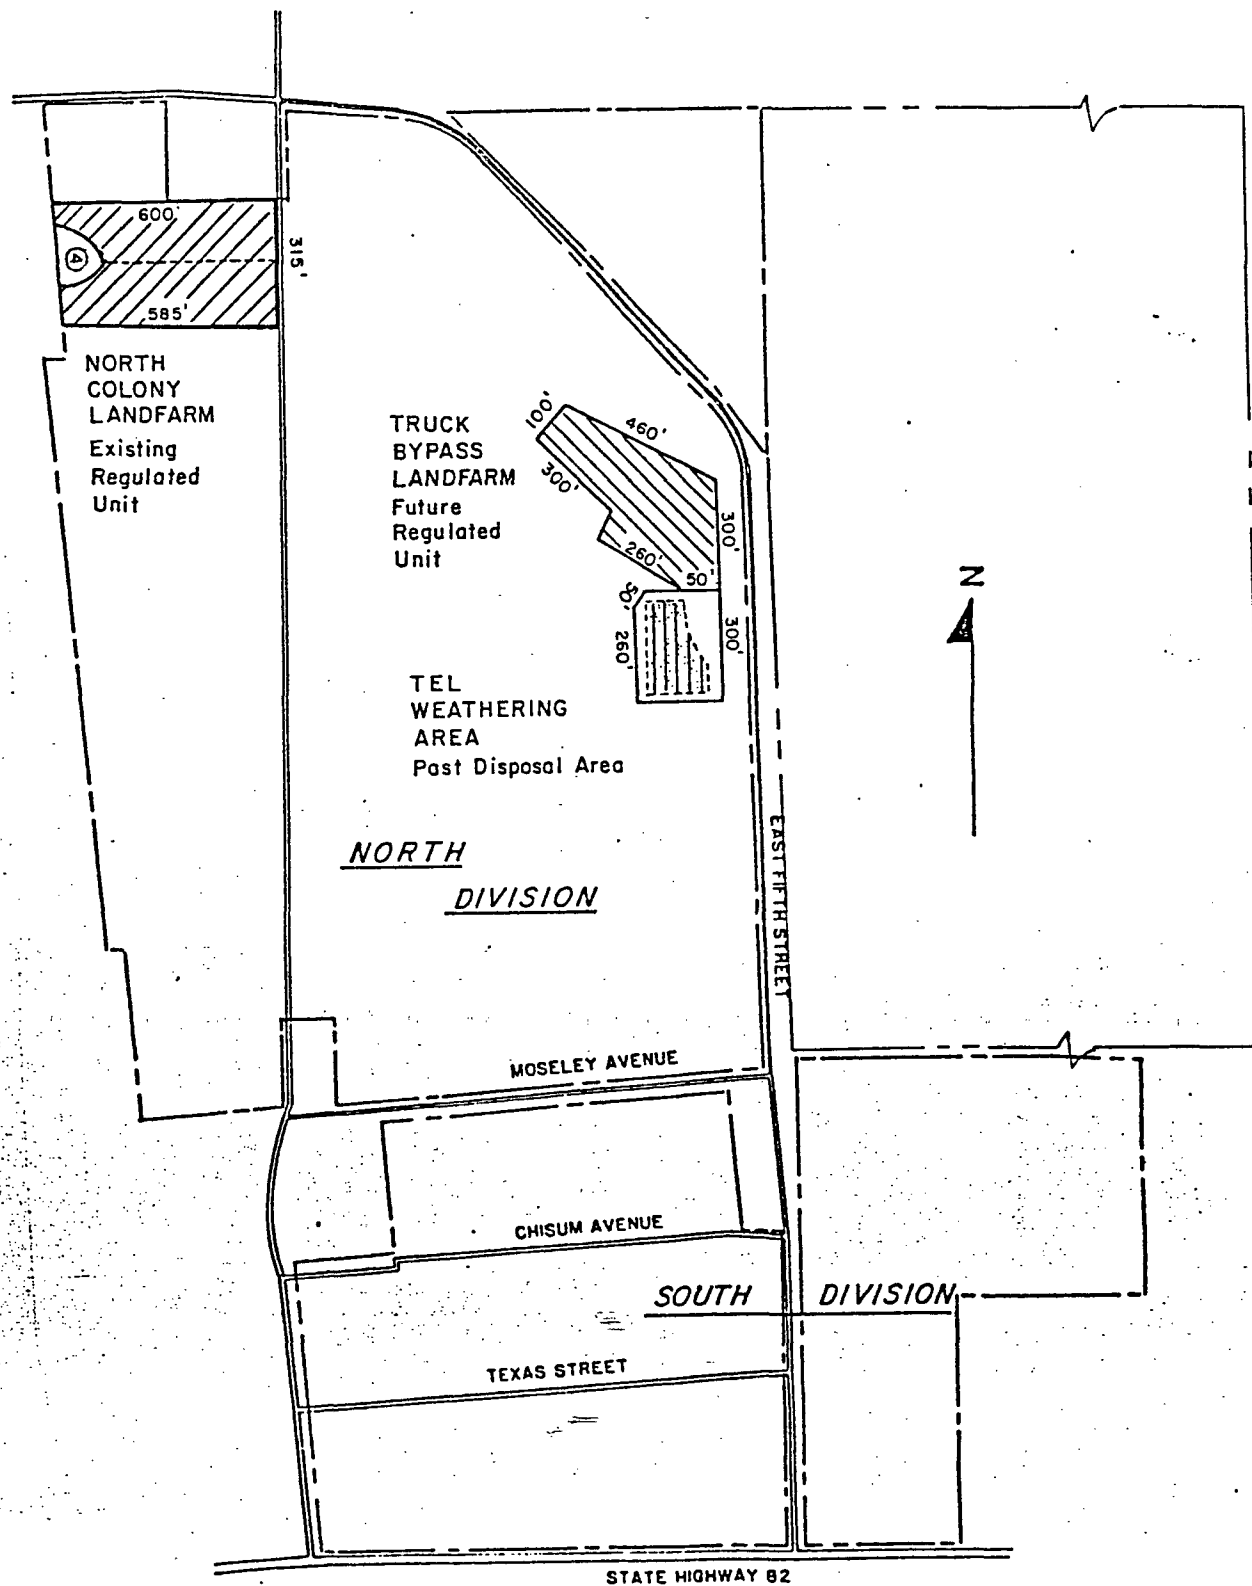 600'
315'
4
585'
NORTH
COLONY
LANDFARM
Existing
Regulated
Unit
TRUCK
BYPASS
LANDFARM
Future
Regulated
Unit
100'
460'
300'
300'
260'
50'
50'
260'
300'
TEL
WEATHERING
AREA
Past Disposal Area
N
NORTH
DIVISION
EAST FIFTH STREET
MOSELEY AVENUE
CHISUM AVENUE
SOUTH DIVISION
TEXAS STREET
STATE HIGHWAY 82